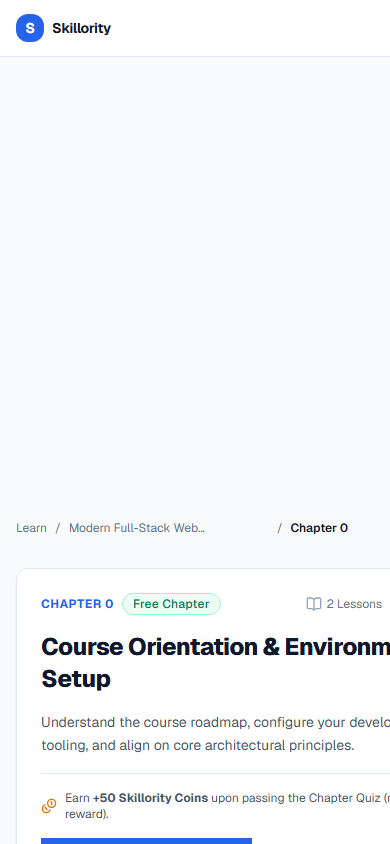 S Skillority
Learn / Modern Full-Stack Web… / Chapter 0
CHAPTER 0 Free Chapter 2 Lessons
Course Orientation & Environm
Setup
Understand the course roadmap, configure your develo
tooling, and align on core architectural principles.
Earn +50 Skillority Coins upon passing the Chapter Quiz (
reward).